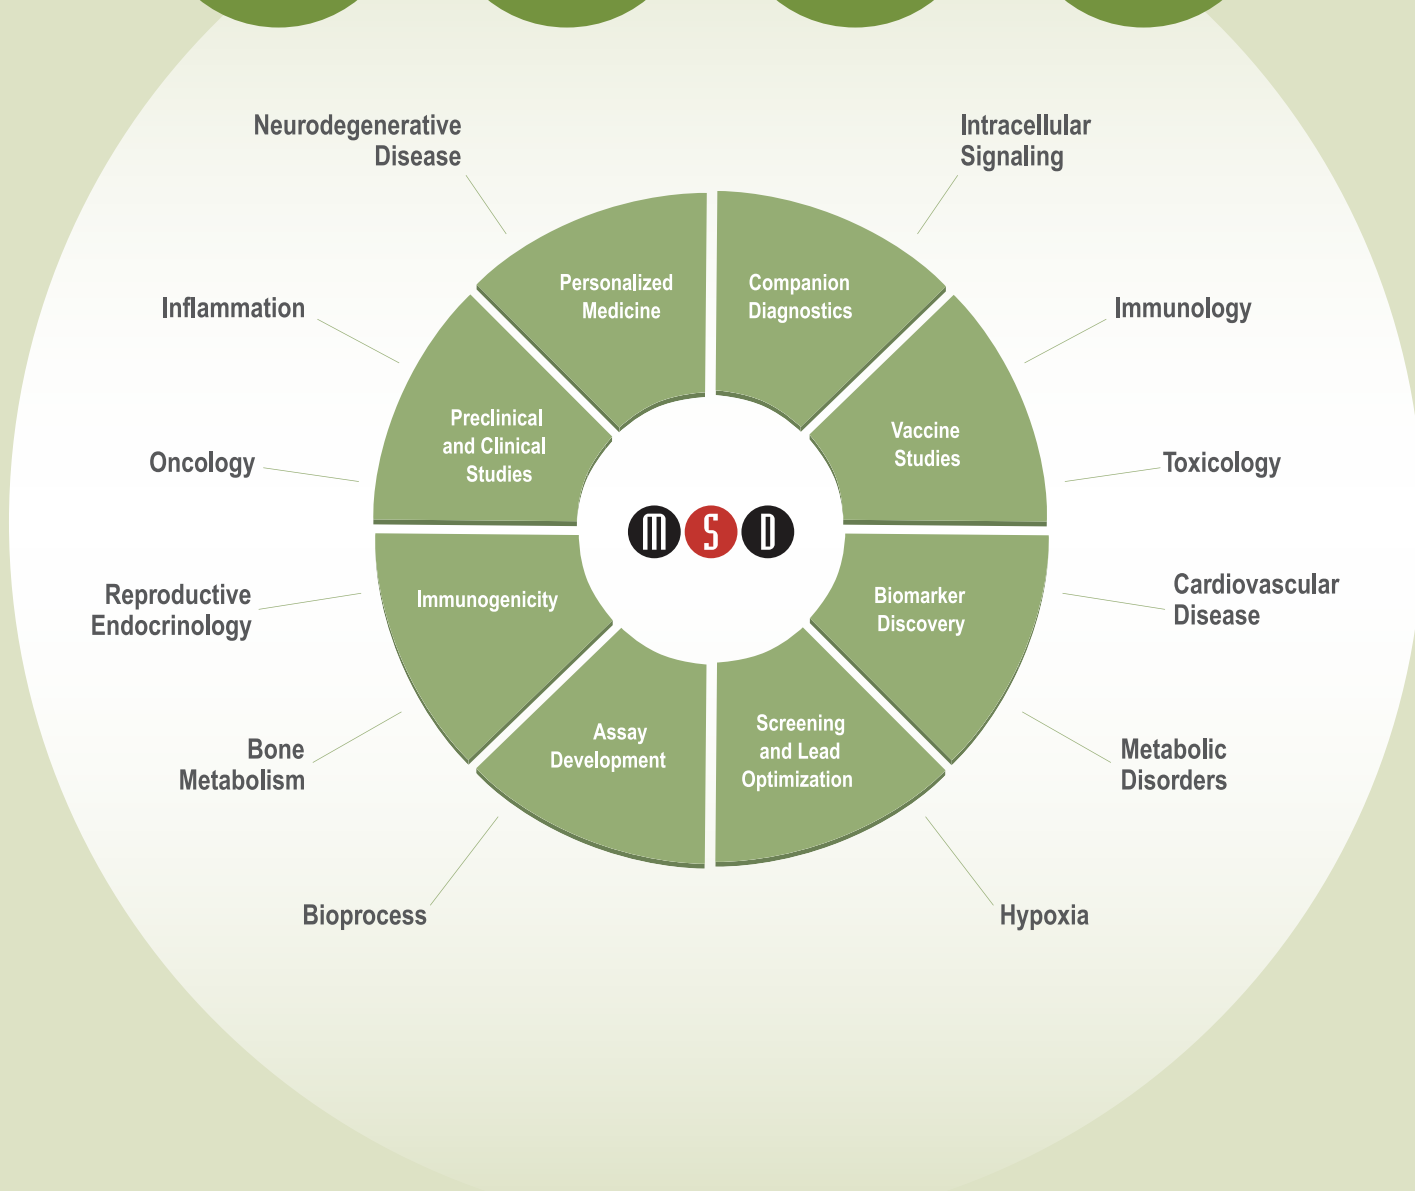 Neurodegenerative
Disease
Intracellular
Signaling
Personalized
Medicine
Companion
Diagnostics
Inflammation
Immunology
Preclinical
and Clinical
Studies
Vaccine
Studies
Oncology
Toxicology
MSD
Reproductive
Endocrinology
Immunogenicity
Biomarker
Discovery
Cardiovascular
Disease
Assay
Development
Screening
and Lead
Optimization
Bone
Metabolism
Metabolic
Disorders
Bioprocess
Hypoxia